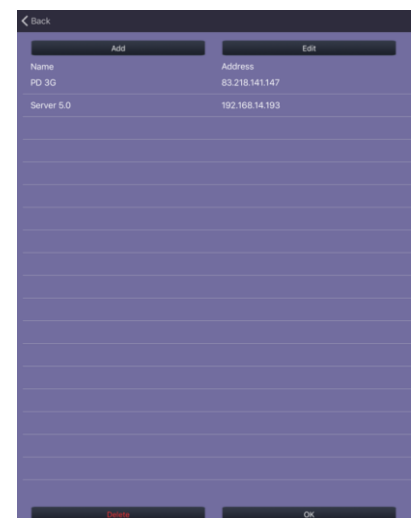 Back
Add Edit
Name Address
PD 3G 83.218.141.147
Server 5.0 192.168.14.193
Delete OK